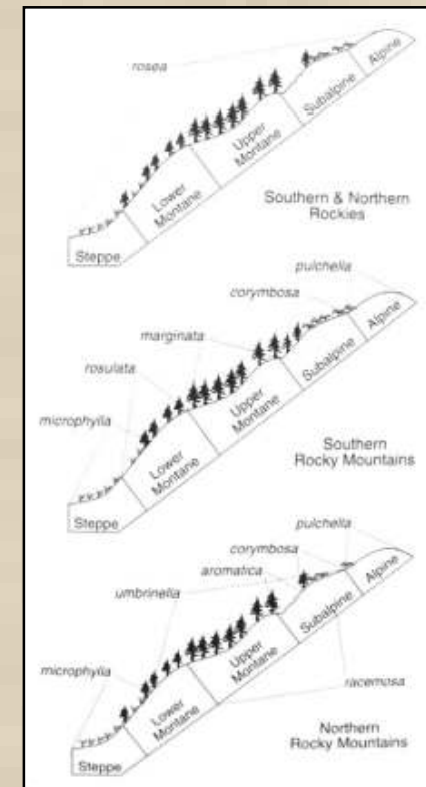 rosea
Alpine
Subalpine
Upper
Montane
Lower
Montane
Steppe
Southern & Northern
Rockies
pulchella
corymbosa
marginata
rosulata
microphylla
Alpine
Subalpine
Upper
Montane
Lower
Montane
Steppe
Southern
Rocky Mountains
pulchella
corymbosa
aromatica
umbrinella
microphylla
Alpine
Subalpine
Upper
Montane
Lower
Montane
Steppe
racemosa
Northern
Rocky Mountains